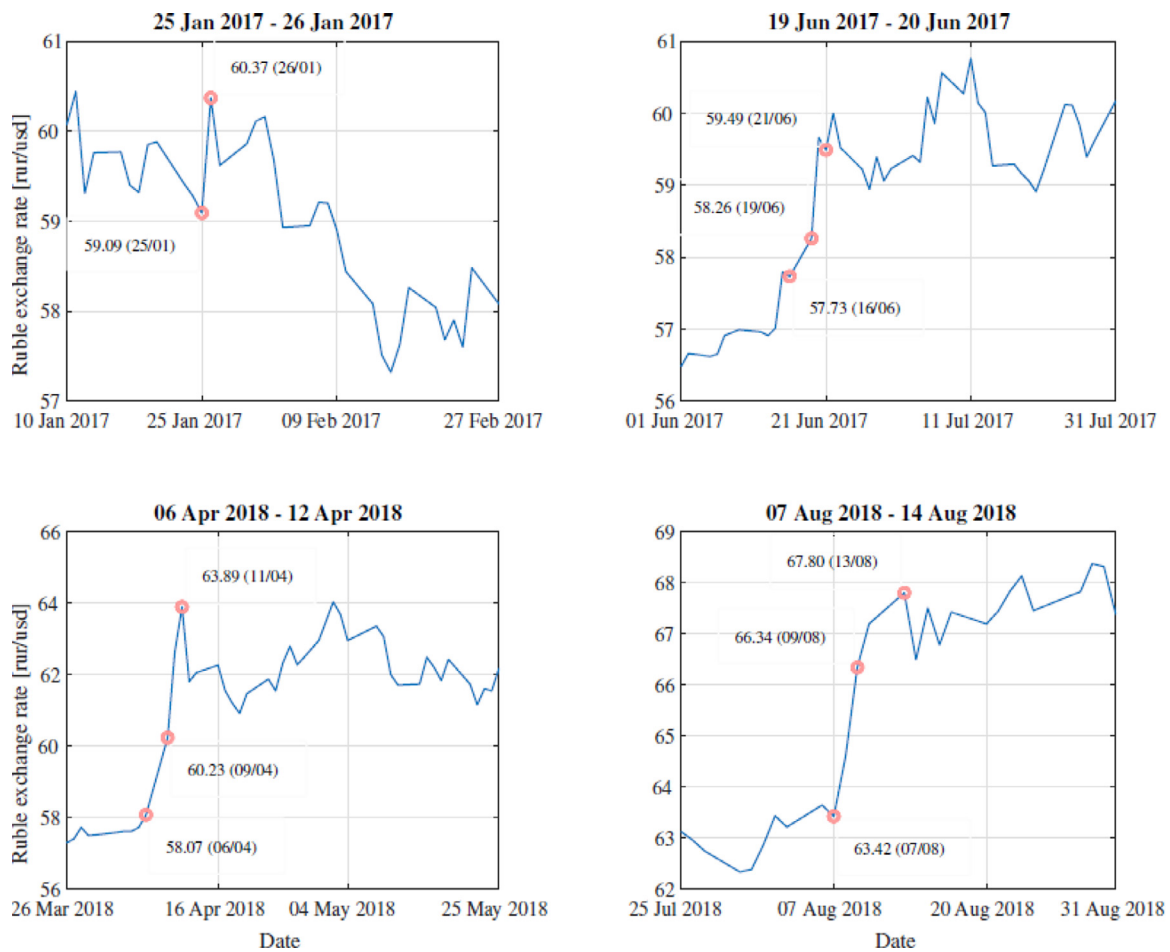 25 Jan 2017 - 26 Jan 2017
Ruble exchange rate [rur/usd]
61
60
59
58
57
60.37 (26/01)
59.09 (25/01)
10 Jan 2017
25 Jan 2017
09 Feb 2017
27 Feb 2017
19 Jun 2017 - 20 Jun 2017
61
60
59
58
57
56
59.49 (21/06)
58.26 (19/06)
57.73 (16/06)
01 Jun 2017
21 Jun 2017
11 Jul 2017
31 Jul 2017
06 Apr 2018 - 12 Apr 2018
Ruble exchange rate [rur/usd]
66
64
62
60
58
56
63.89 (11/04)
60.23 (09/04)
58.07 (06/04)
26 Mar 2018
16 Apr 2018
04 May 2018
25 May 2018
Date
07 Aug 2018 - 14 Aug 2018
69
68
67
66
65
64
63
62
67.80 (13/08)
66.34 (09/08)
63.42 (07/08)
25 Jul 2018
07 Aug 2018
20 Aug 2018
31 Aug 2018
Date